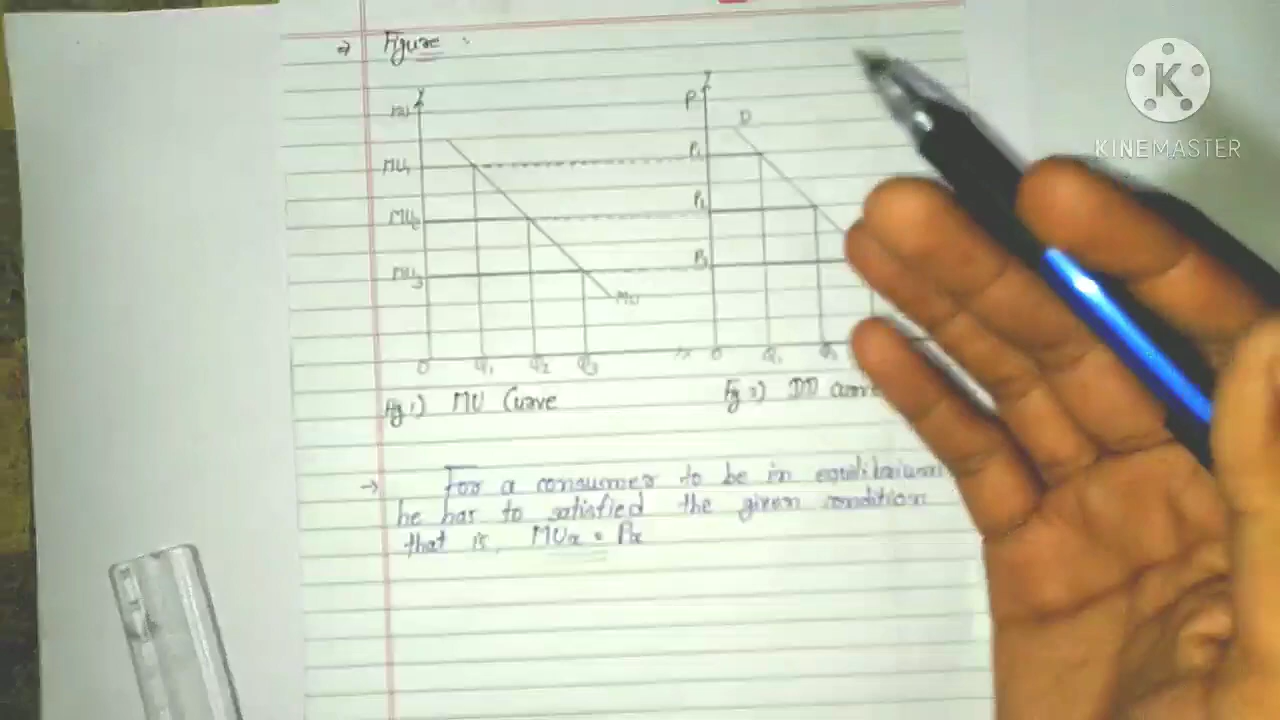 ⇒ Figure :
MU
P
D
MU₁
P₁
MU₂
P₂
MU₃
P₃
MU
O Q₁ Q₂ Q₃
O Q₁ Q₂
Fig 1) MU Curve
Fig 2) DD curve
→ For a consumer to be in equilibrium
he has to satisfied the given condition
that is, MUx = Px
K
KINEMASTER